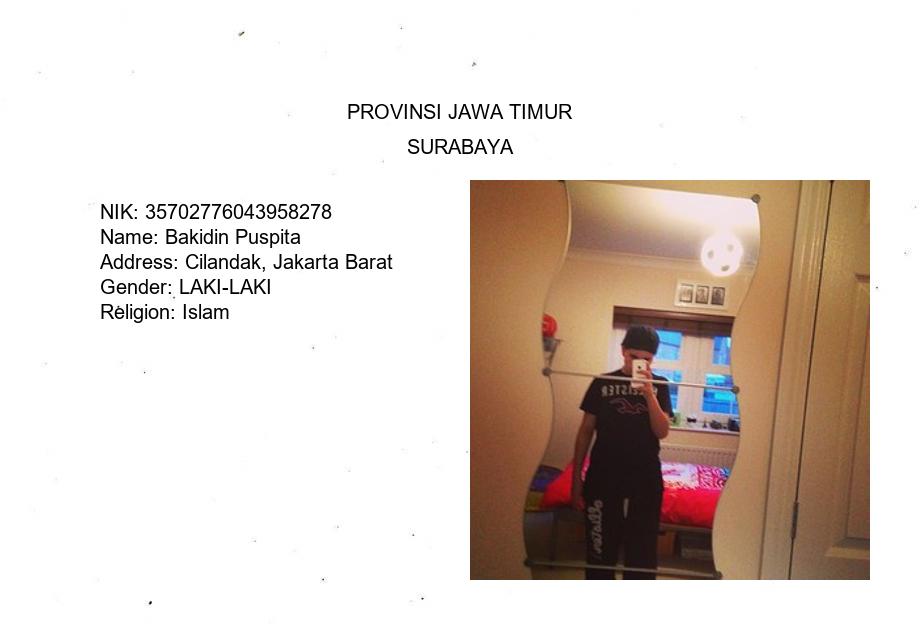 PROVINSI JAWA TIMUR
SURABAYA
NIK: 35702776043958278
Name: Bakidin Puspita
Address: Cilandak, Jakarta Barat
Gender: LAKI-LAKI
Religion: Islam